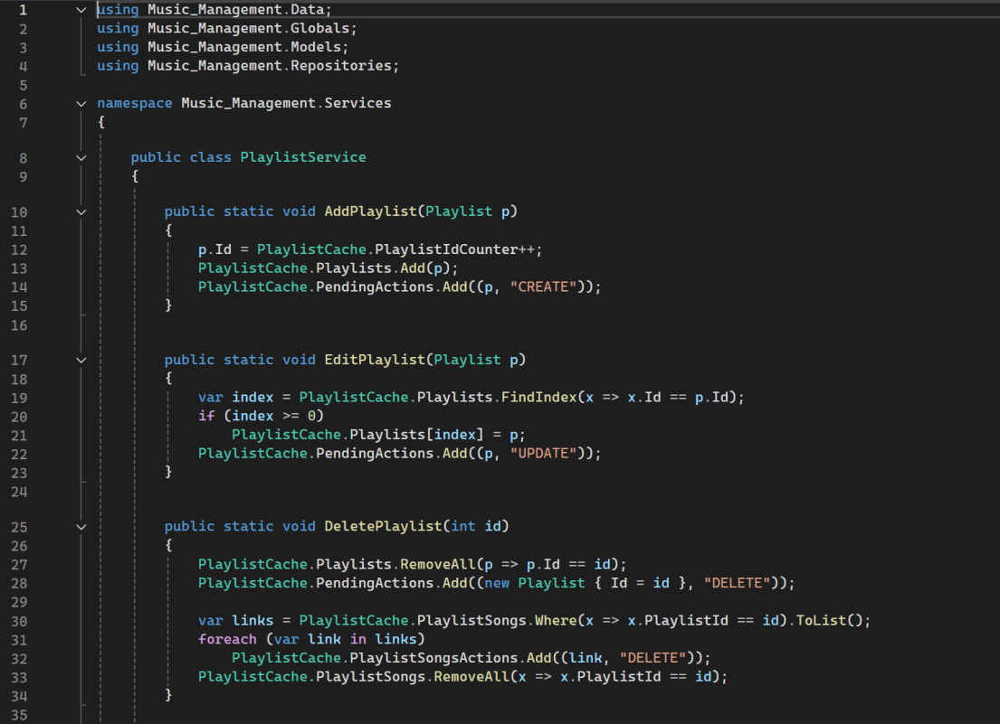 1 using Music_Management.Data;
2 using Music_Management.Globals;
3 using Music_Management.Models;
4 using Music_Management.Repositories;
5
6 namespace Music_Management.Services
7 {
8 public class PlaylistService
9 {
10 public static void AddPlaylist(Playlist p)
11 {
12 p.Id = PlaylistCache.PlaylistIdCounter++;
13 PlaylistCache.Playlists.Add(p);
14 PlaylistCache.PendingActions.Add((p, "CREATE"));
15 }
16
17 public static void EditPlaylist(Playlist p)
18 {
19 var index = PlaylistCache.Playlists.FindIndex(x => x.Id == p.Id);
20 if (index >= 0)
21 PlaylistCache.Playlists[index] = p;
22 PlaylistCache.PendingActions.Add((p, "UPDATE"));
23 }
24
25 public static void DeletePlaylist(int id)
26 {
27 PlaylistCache.Playlists.RemoveAll(p => p.Id == id);
28 PlaylistCache.PendingActions.Add((new Playlist { Id = id }, "DELETE"));
29
30 var links = PlaylistCache.PlaylistSongs.Where(x => x.PlaylistId == id).ToList();
31 foreach (var link in links)
32 PlaylistCache.PlaylistSongsActions.Add((link, "DELETE"));
33 PlaylistCache.PlaylistSongs.RemoveAll(x => x.PlaylistId == id);
34 }
35